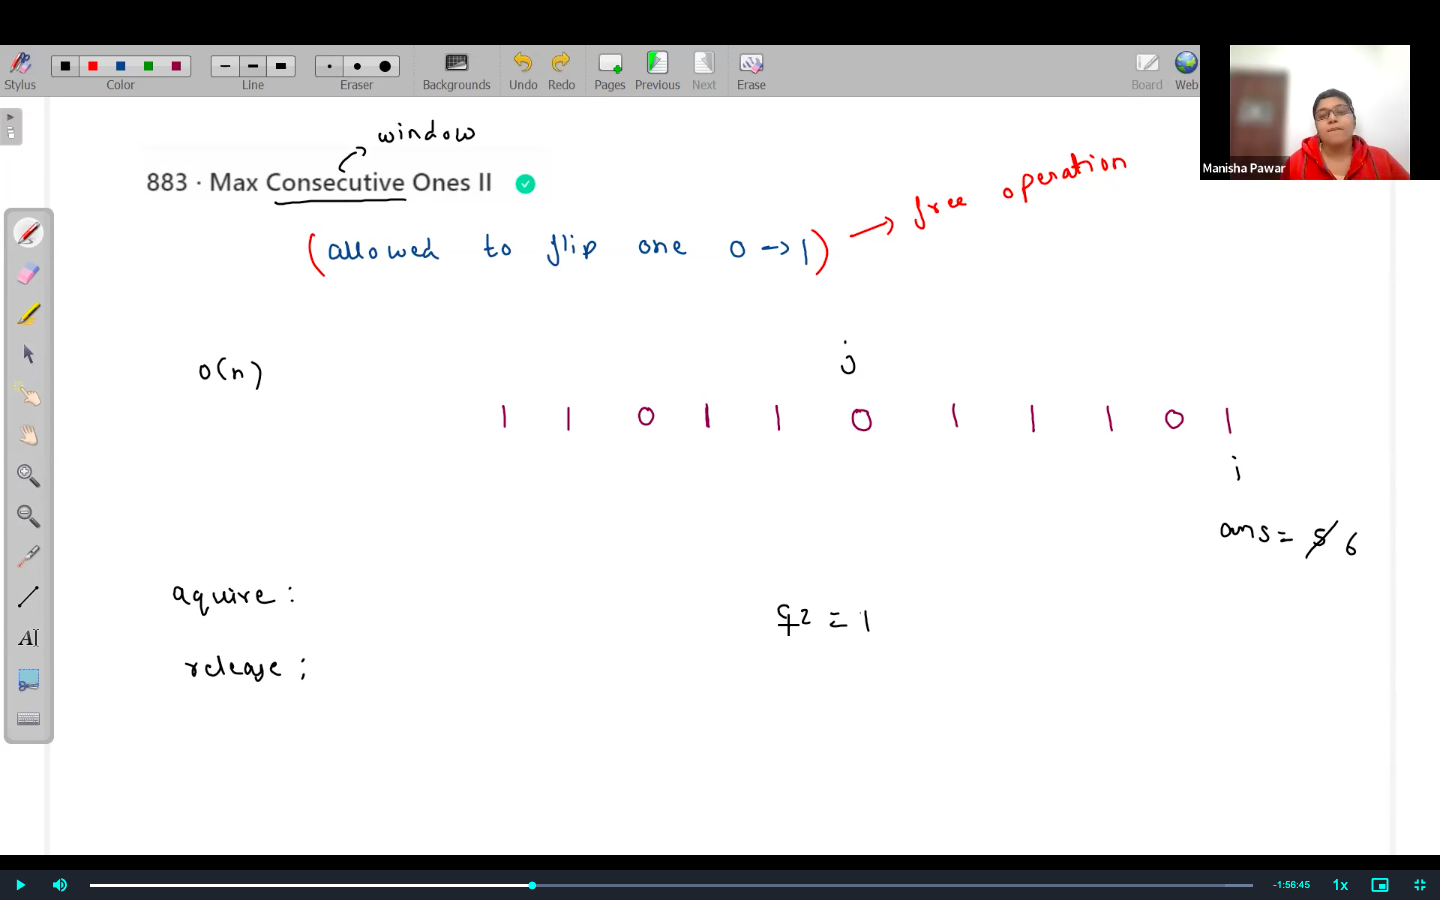 Stylus Color Line Eraser Backgrounds Undo Redo Pages Previous Next Erase Board Web
Manisha Pawar
window
883 · Max Consecutive Ones II
(allowed to flip one 0 → 1) → free operation
o(n)
j
1 1 0 1 1 0 1 1 1 0 1
i
ans = 5 6
aquire :
= 1
release ;
-1:56:45 1x